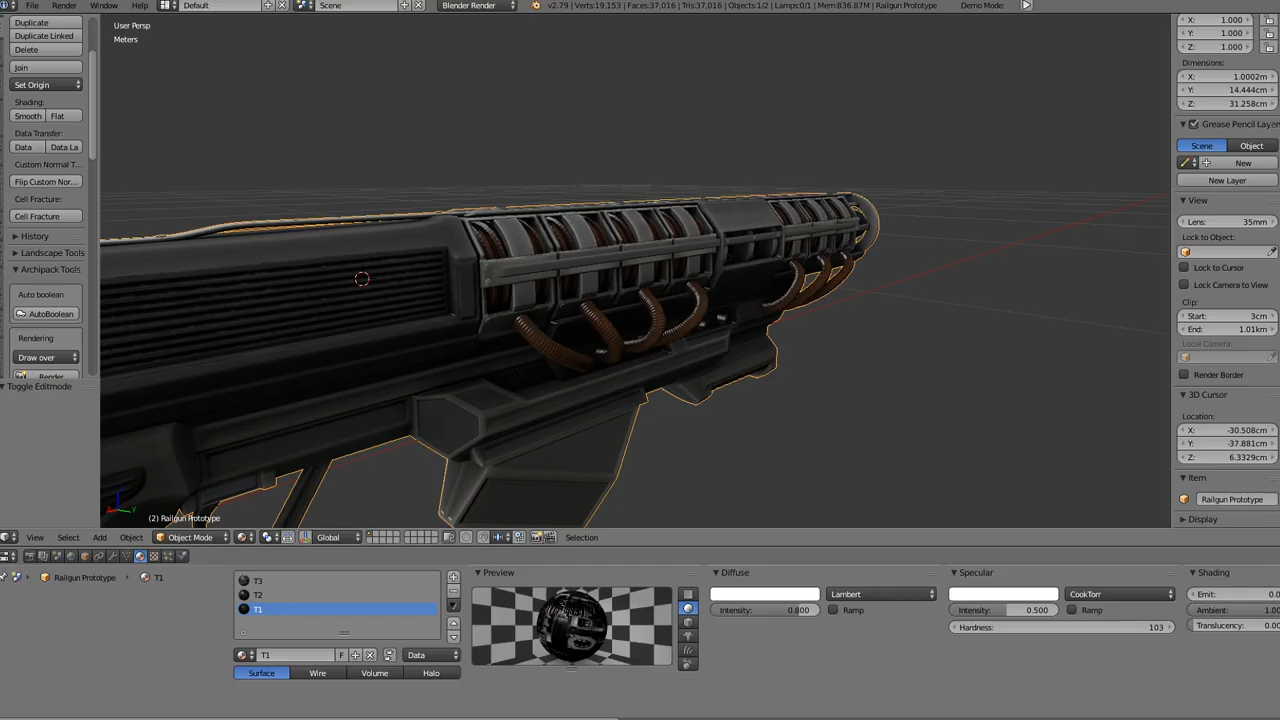 File Render Window Help Default Scene Blender Render v2.79 | Verts:19,153 | Faces:37,016 | Tris:37,016 | Objects:1/2 | Lamps:0/1 | Mem:836.87M | Railgun Prototype Demo Mode:
Duplicate
Duplicate Linked
Delete
Join
Set Origin
Shading:
Smooth Flat
Data Transfer:
Data Data La
Custom Normal T...
Flip Custom Nor...
Cell Fracture:
Cell Fracture
History
Landscape Tools
Archipack Tools
Auto boolean
AutoBoolean
Rendering
Draw over
Render
Toggle Editmode
User Persp
Meters
(2) Railgun Prototype
X: 1.000
Y: 1.000
Z: 1.000
Dimensions:
X: 1.0002m
Y: 14.444cm
Z: 31.258cm
Grease Pencil Layers
Scene Object
New
New Layer
View
Lens: 35mm
Lock to Object:
Lock to Cursor
Lock Camera to View
Clip:
Start: 3cm
End: 1.01km
Local Camera:
Render Border
3D Cursor
Location:
X: -30.508cm
Y: -37.881cm
Z: 6.3329cm
Item
Railgun Prototype
Display
View Select Add Object Object Mode Global Selection
Railgun Prototype T1
T3
T2
T1
T1 F Data
Surface Wire Volume Halo
Preview
Diffuse
Lambert
Intensity: 0.800 Ramp
Specular
CookTorr
Intensity: 0.500 Ramp
Hardness: 103
Shading
Emit: 0.0
Ambient: 1.00
Translucency: 0.00